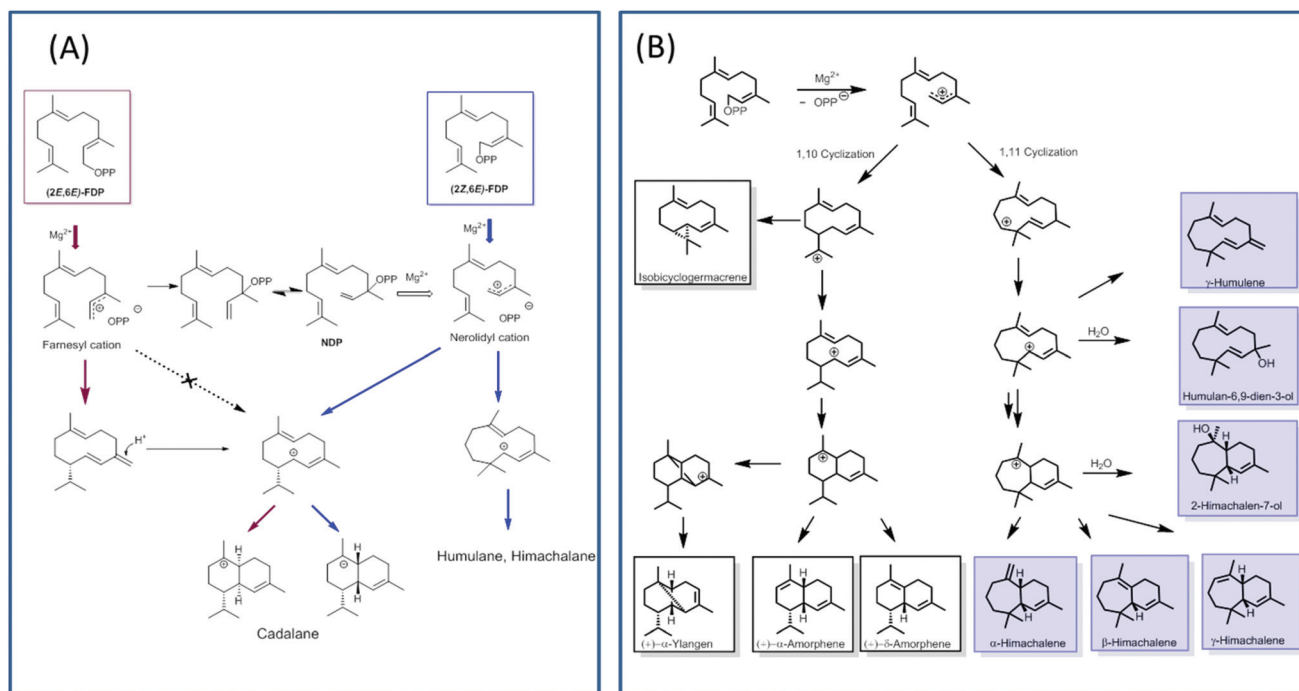 (A)
OPP
(2E,6E)-FDP
OPP
(2Z,6E)-FDP
Mg2+
Mg2+
OPP
OPP
Mg2+
OPP
OPP
Farnesyl cation
NDP
Nerolidyl cation
H+
H
H
H
H
Humulane, Himachalane
Cadalane
(B)
OPP
Mg2+
− OPP
1,10 Cyclization
1,11 Cyclization
Isobicyclogermacrene
γ-Humulene
H2O
OH
Humulan-6,9-dien-3-ol
HO
H
H
H2O
2-Himachalen-7-ol
H
H
(+)−α-Ylangen
H
H
(+)−α-Amorphene
H
(+)−δ-Amorphene
H
H
α-Himachalene
H
β-Himachalene
H
H
γ-Himachalene